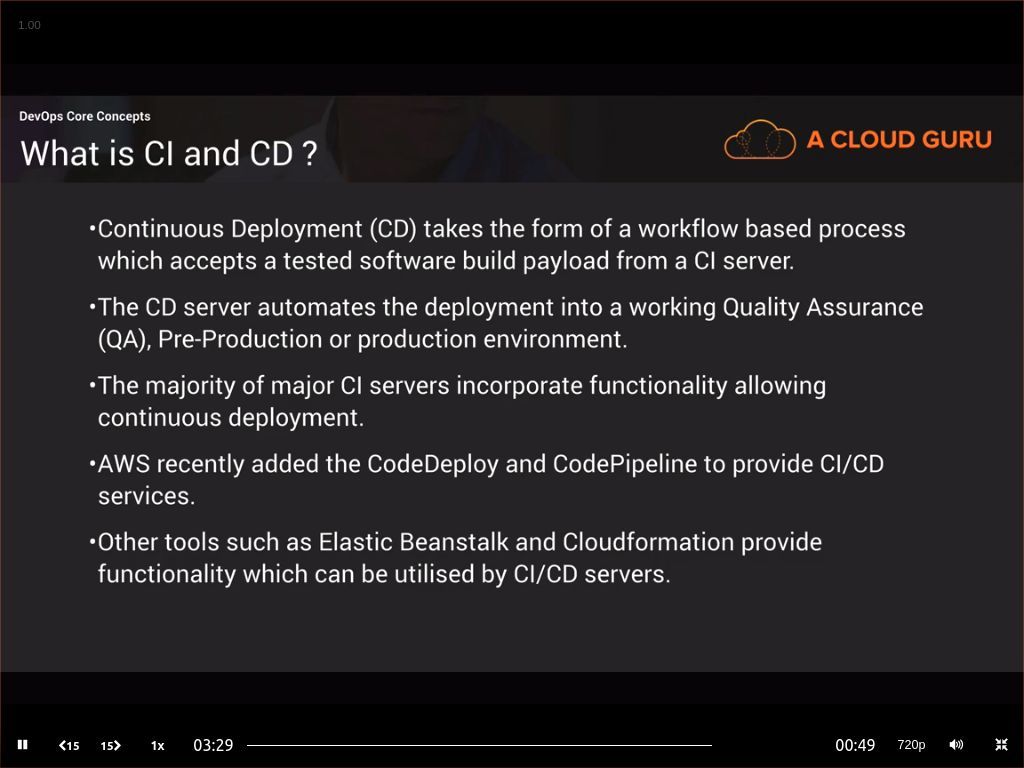 1.00
DevOps Core Concepts
What is CI and CD ?
A CLOUD GURU
•Continuous Deployment (CD) takes the form of a workflow based process
which accepts a tested software build payload from a CI server.
•The CD server automates the deployment into a working Quality Assurance
(QA), Pre-Production or production environment.
•The majority of major CI servers incorporate functionality allowing
continuous deployment.
•AWS recently added the CodeDeploy and CodePipeline to provide CI/CD
services.
•Other tools such as Elastic Beanstalk and Cloudformation provide
functionality which can be utilised by CI/CD servers.
15 15 1x 03:29 00:49 720p